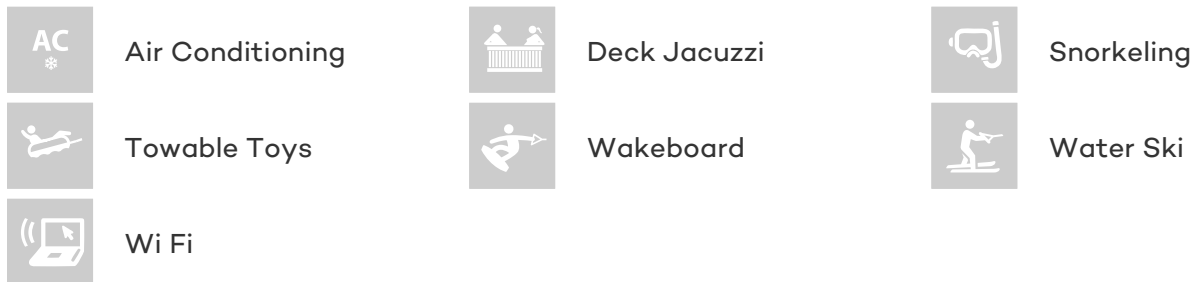 AC
Air Conditioning
Deck Jacuzzi
Snorkeling
Towable Toys
Wakeboard
Water Ski
Wi Fi